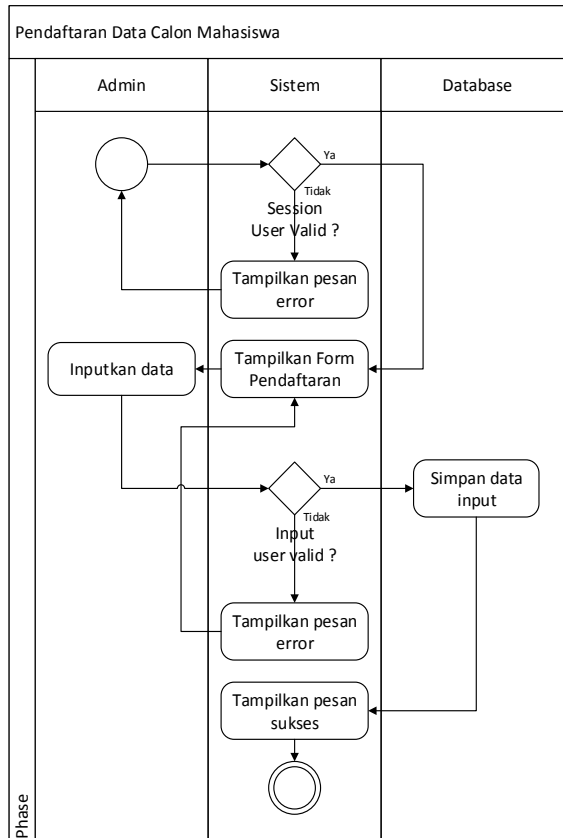 Pendaftaran Data Calon Mahasiswa
Admin
Sistem
Database
Ya
Tidak
Session
User Valid ?
Tampilkan pesan
error
Inputkan data
Tampilkan Form
Pendaftaran
Ya
Tidak
Input
user valid ?
Simpan data
input
Tampilkan pesan
error
Tampilkan pesan
sukses
Phase